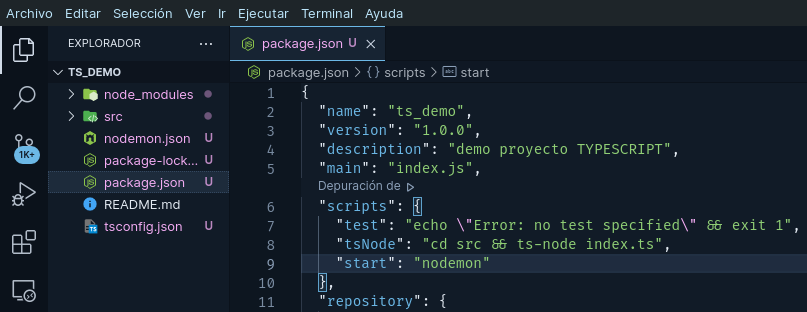 Archivo Editar Selección Ver Ir Ejecutar Terminal Ayuda
EXPLORADOR ···
TS_DEMO
node_modules
src
nodemon.json U
package-lock... U
package.json U
README.md
tsconfig.json U
1K+
package.json U ×
package.json > {} scripts > abc start
1 {
2 "name": "ts_demo",
3 "version": "1.0.0",
4 "description": "demo proyecto TYPESCRIPT",
5 "main": "index.js",
Depuración de
6 "scripts": {
7 "test": "echo \"Error: no test specified\" && exit 1",
8 "tsNode": "cd src && ts-node index.ts",
9 "start": "nodemon"
10 },
11 "repository": {